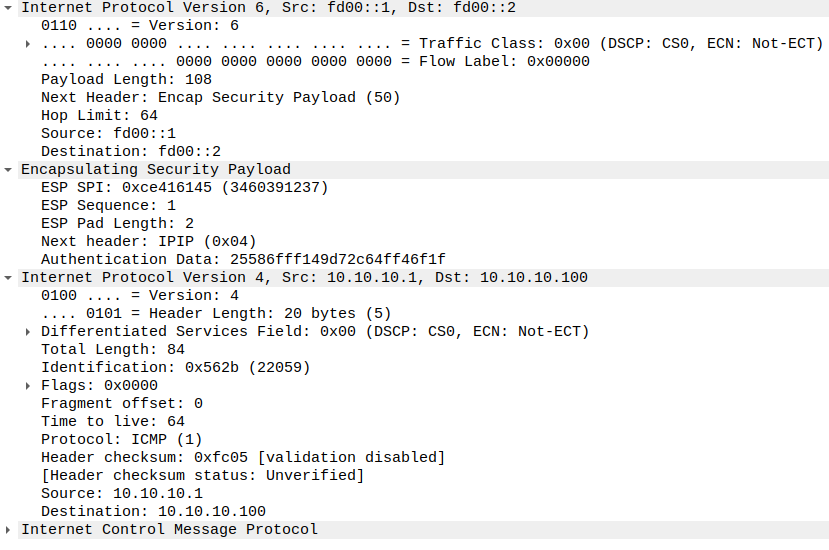 Internet Protocol Version 6, Src: fd00::1, Dst: fd00::2
0110 .... = Version: 6
.... 0000 0000 .... .... .... .... .... = Traffic Class: 0x00 (DSCP: CS0, ECN: Not-ECT)
.... .... .... 0000 0000 0000 0000 0000 = Flow Label: 0x00000
Payload Length: 108
Next Header: Encap Security Payload (50)
Hop Limit: 64
Source: fd00::1
Destination: fd00::2
Encapsulating Security Payload
ESP SPI: 0xce416145 (3460391237)
ESP Sequence: 1
ESP Pad Length: 2
Next header: IPIP (0x04)
Authentication Data: 25586fff149d72c64ff46f1f
Internet Protocol Version 4, Src: 10.10.10.1, Dst: 10.10.10.100
0100 .... = Version: 4
.... 0101 = Header Length: 20 bytes (5)
Differentiated Services Field: 0x00 (DSCP: CS0, ECN: Not-ECT)
Total Length: 84
Identification: 0x562b (22059)
Flags: 0x0000
Fragment offset: 0
Time to live: 64
Protocol: ICMP (1)
Header checksum: 0xfc05 [validation disabled]
[Header checksum status: Unverified]
Source: 10.10.10.1
Destination: 10.10.10.100
Internet Control Message Protocol